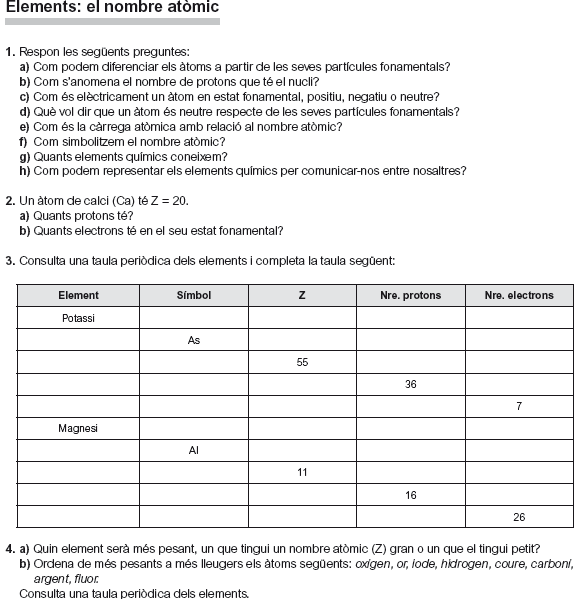 Elements: el nombre atòmic
1. Respon les següents preguntes:
a) Com podem diferenciar els àtoms a partir de les seves partícules fonamentals?
b) Com s'anomena el nombre de protons que té el nucli?
c) Com és elèctricament un àtom en estat fonamental, positiu, negatiu o neutre?
d) Què vol dir que un àtom és neutre respecte de les seves partícules fonamentals?
e) Com és la càrrega atòmica amb relació al nombre atòmic?
f) Com simbolitzem el nombre atòmic?
g) Quants elements químics coneixem?
h) Com podem representar els elements químics per comunicar-nos entre nosaltres?
2. Un àtom de calci (Ca) té Z = 20.
a) Quants protons té?
b) Quants electrons té en el seu estat fonamental?
3. Consulta una taula periòdica dels elements i completa la taula següent:
Element Símbol Z Nre. protons Nre. electrons
Potassi
As
55
36
7
Magnesi
Al
11
16
26
4. a) Quin element serà més pesant, un que tingui un nombre atòmic (Z) gran o un que el tingui petit?
b) Ordena de més pesants a més lleugers els àtoms següents: oxigen, or, iode, hidrogen, coure, carboni,
argent, fluor.
Consulta una taula periòdica dels elements.